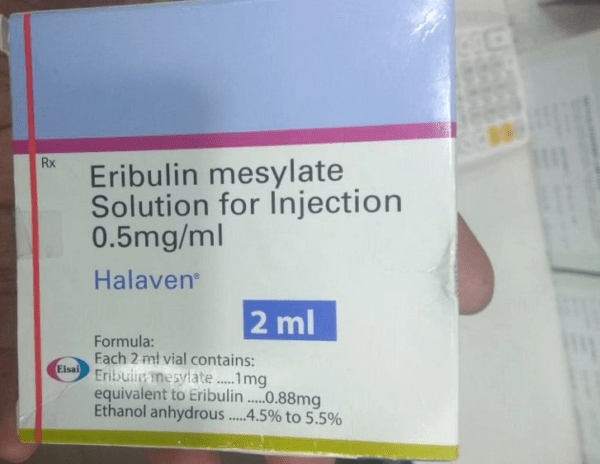 Rx
Eribulin mesylate
Solution for Injection
0.5mg/ml
Halaven®
2 ml
Formula:
Each 2 ml vial contains:
Eisai
Eribulin mesylate .....1mg
equivalent to Eribulin .....0.88mg
Ethanol anhydrous .....4.5% to 5.5%